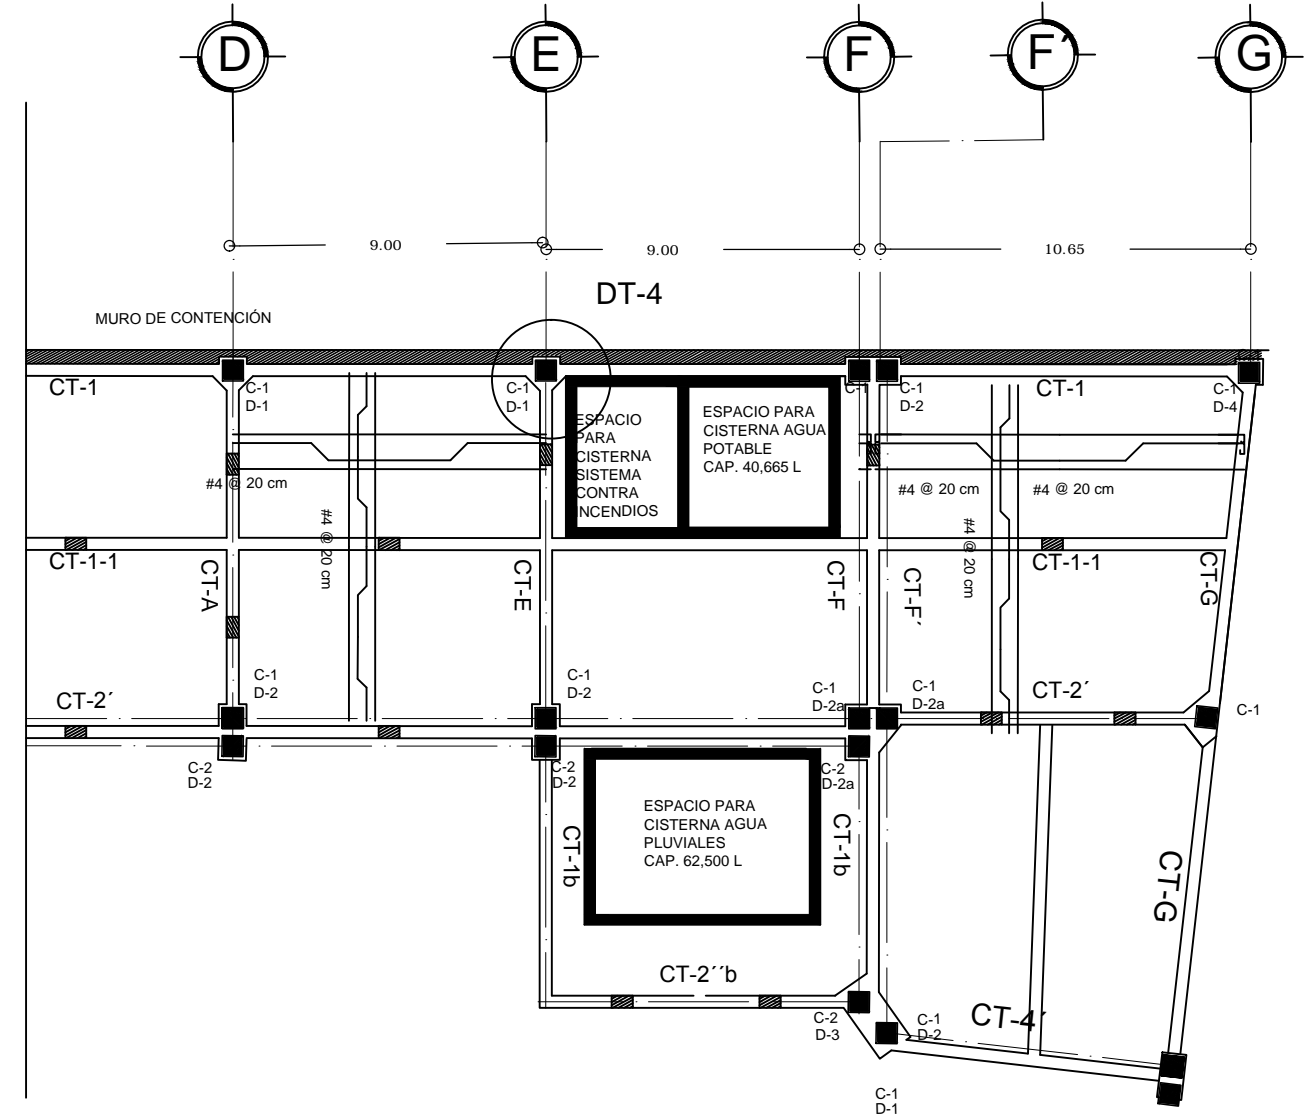 D
E
F
F´
G
9.00
9.00
10.65
DT-4
MURO DE CONTENCIÓN
CT-1
C-1
D-1
C-1
D-1
C-1
C-1
D-2
CT-1
C-1
D-4
ESPACIO
PARA
CISTERNA
SISTEMA
CONTRA
INCENDIOS
ESPACIO PARA
CISTERNA AGUA
POTABLE
CAP. 40,665 L
#4 @ 20 cm
#4 @ 20 cm
#4 @ 20 cm
#4 @ 20 cm
#4 @ 20 cm
CT-1-1
CT-A
CT-E
CT-F
CT-F´
CT-1-1
CT-G
CT-2´
C-1
D-2
C-1
D-2
C-1
D-2a
C-1
D-2a
CT-2´
C-1
C-2
D-2
C-2
D-2
C-2
D-2a
ESPACIO PARA
CISTERNA AGUA
PLUVIALES
CAP. 62,500 L
CT-1b
CT-1b
CT-G
CT-2´´b
C-2
D-3
C-1
D-2
CT-4´
C-1
D-1